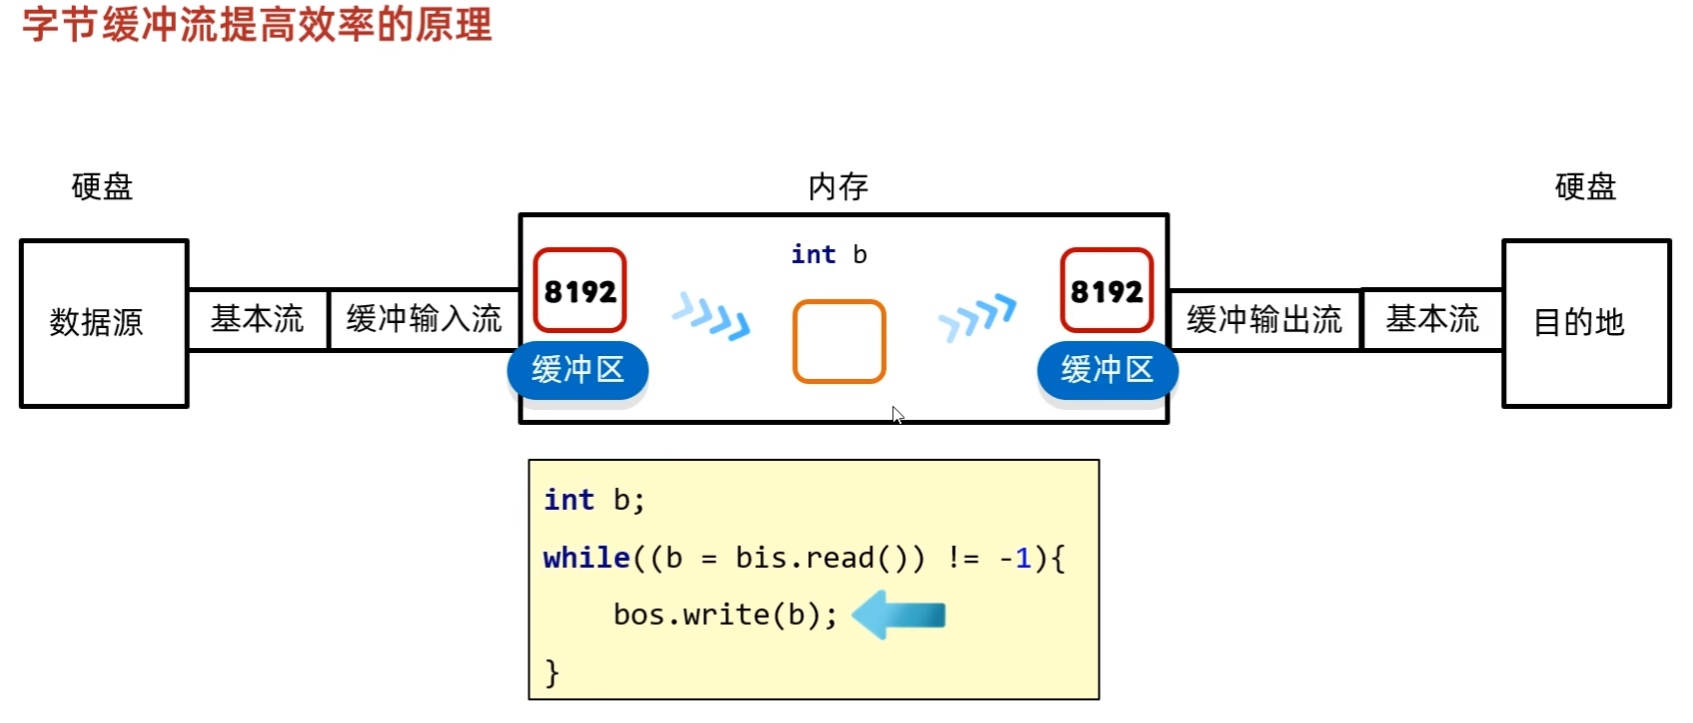 字节缓冲流提高效率的原理
硬盘
内存
硬盘
数据源
基本流
缓冲输入流
8192
缓冲区
int b
8192
缓冲区
缓冲输出流
基本流
目的地
int b;
while((b = bis.read()) != -1){
bos.write(b);
}